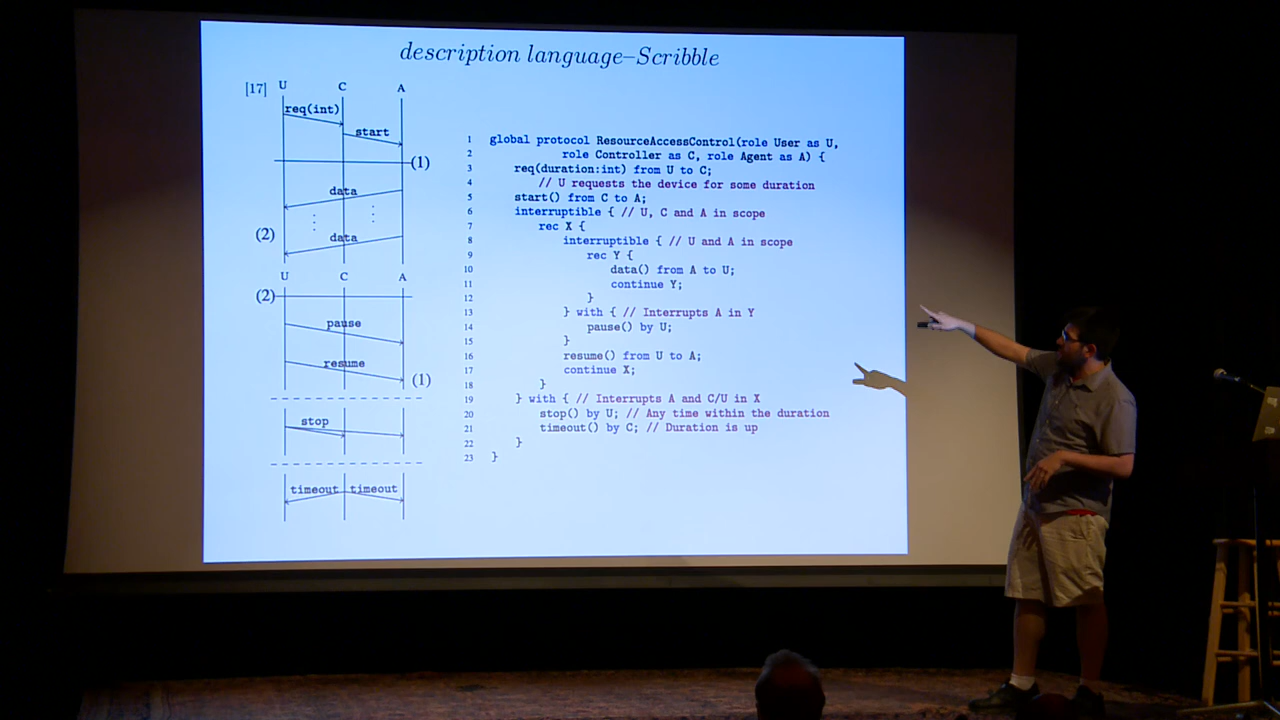 description language–Scribble
[17] U C A
req(int)
start
(1)
data
data
(2)
U C A
(2)
pause
resume
(1)
stop
timeout timeout
1 global protocol ResourceAccessControl(role User as U,
2 role Controller as C, role Agent as A) {
3 req(duration:int) from U to C;
4 // U requests the device for some duration
5 start() from C to A;
6 interruptible { // U, C and A in scope
7 rec X {
8 interruptible { // U and A in scope
9 rec Y {
10 data() from A to U;
11 continue Y;
12 }
13 } with { // Interrupts A in Y
14 pause() by U;
15 }
16 resume() from U to A;
17 continue X;
18 }
19 } with { // Interrupts A and C/U in X
20 stop() by U; // Any time within the duration
21 timeout() by C; // Duration is up
22 }
23 }